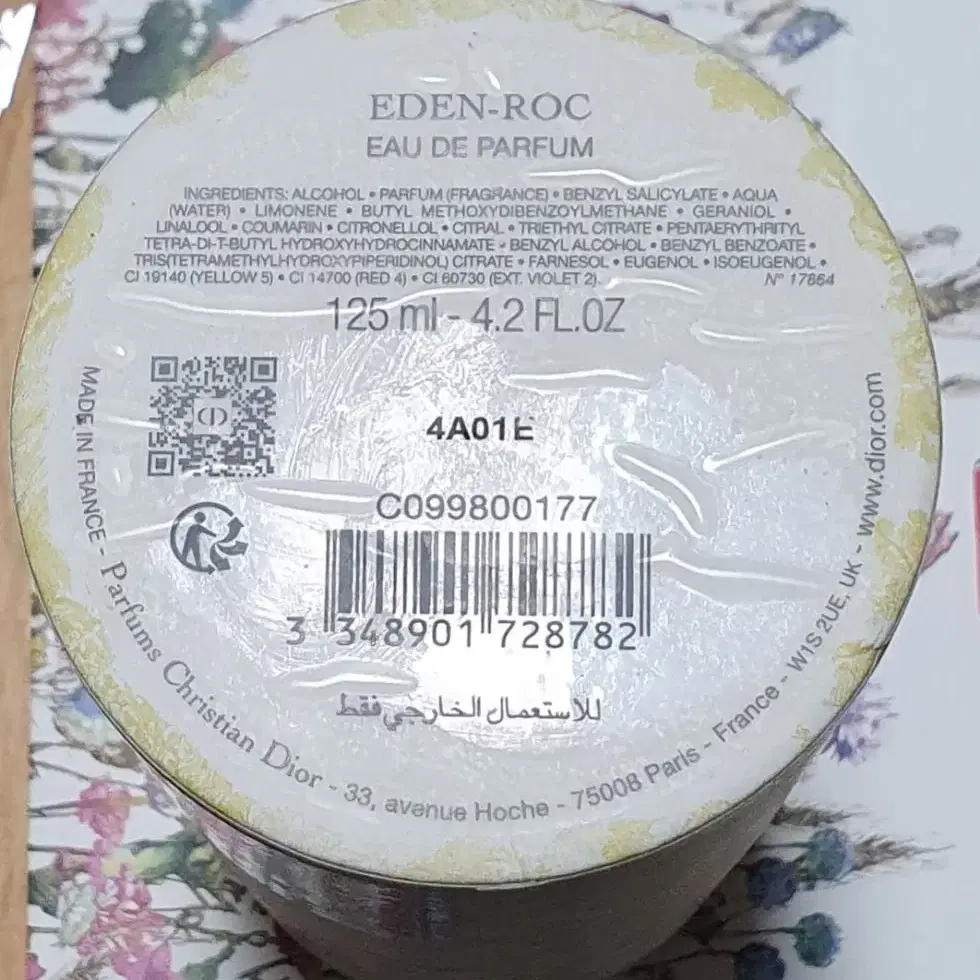 EDEN-ROC
EAU DE PARFUM
INGREDIENTS: ALCOHOL • PARFUM (FRAGRANCE) • BENZYL SALICYLATE • AQUA
(WATER) • LIMONENE • BUTYL METHOXYDIBENZOYLMETHANE • GERANIOL •
LINALOOL • COUMARIN • CITRONELLOL • CITRAL • TRIETHYL CITRATE • PENTAERYTHRITYL
TETRA-DI-T-BUTYL HYDROXYHYDROCINNAMATE • BENZYL ALCOHOL • BENZYL BENZOATE •
TRIS(TETRAMETHYLHYDROXYPIPERIDINOL) CITRATE • FARNESOL • EUGENOL • ISOEUGENOL •
CI 19140 (YELLOW 5) • CI 14700 (RED 4) • CI 60730 (EXT. VIOLET 2). N° 17864
125 ml - 4.2 FL.OZ
4A01E
C099800177
3 348901 728782
للاستعمال الخارجي فقط
MADE IN FRANCE - Parfums Christian Dior - 33, avenue Hoche - 75008 Paris - France - W1S 2UE, UK - www.dior.com